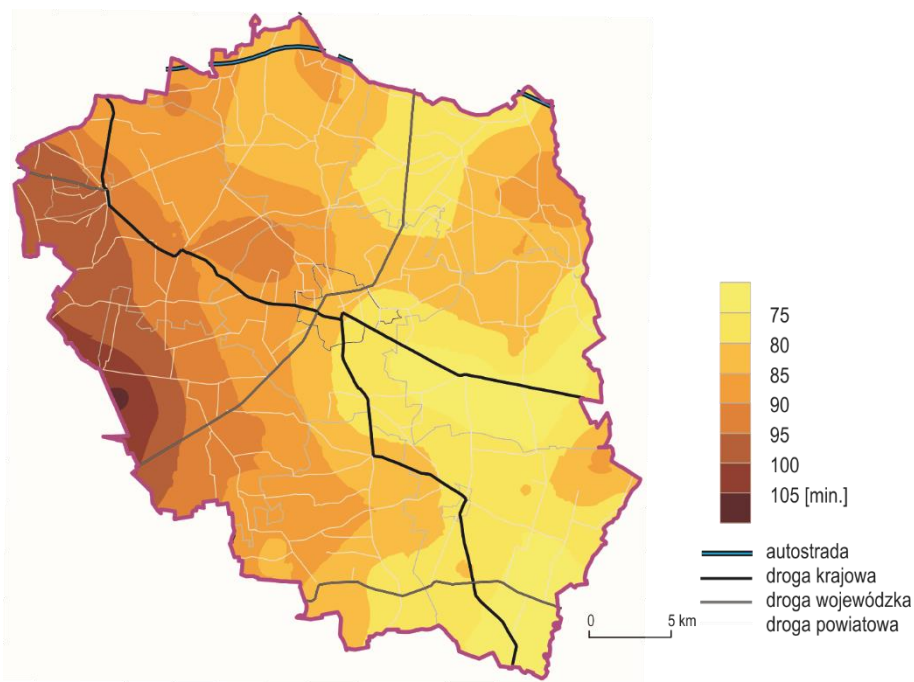 75
80
85
90
95
100
105 [min.]
autostrada
droga krajowa
droga wojewódzka
droga powiatowa
0 5 km